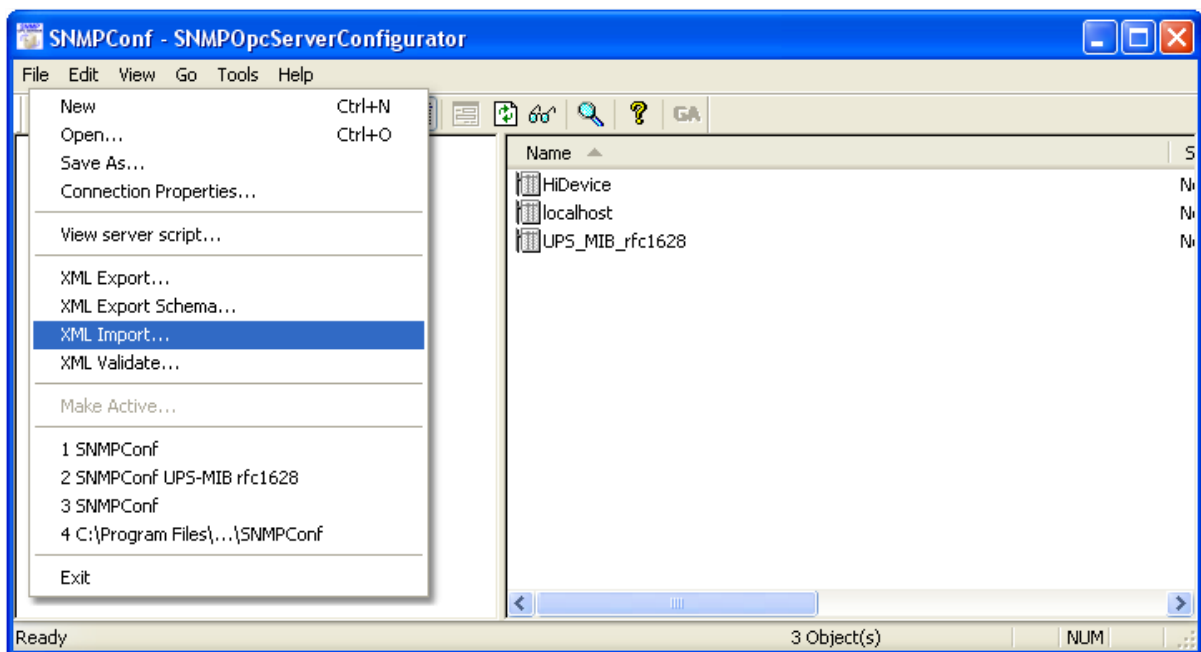 SNMPConf - SNMPOpcServerConfigurator
File Edit View Go Tools Help
New Ctrl+N
Open... Ctrl+O
Save As...
Connection Properties...
View server script...
XML Export...
XML Export Schema...
XML Import...
XML Validate...
Make Active...
1 SNMPConf
2 SNMPConf UPS-MIB rfc1628
3 SNMPConf
4 C:\Program Files\...\SNMPConf
Exit
GA
Name S
HiDevice
localhost
UPS_MIB_rfc1628
Ready 3 Object(s) NUM